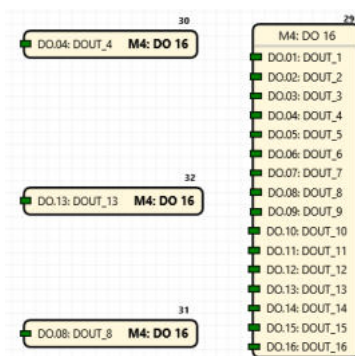 30
DO.04: DOUT_4 M4: DO 16
32
DO.13: DOUT_13 M4: DO 16
31
DO.08: DOUT_8 M4: DO 16
29
M4: DO 16
DO.01: DOUT_1
DO.02: DOUT_2
DO.03: DOUT_3
DO.04: DOUT_4
DO.05: DOUT_5
DO.06: DOUT_6
DO.07: DOUT_7
DO.08: DOUT_8
DO.09: DOUT_9
DO.10: DOUT_10
DO.11: DOUT_11
DO.12: DOUT_12
DO.13: DOUT_13
DO.14: DOUT_14
DO.15: DOUT_15
DO.16: DOUT_16